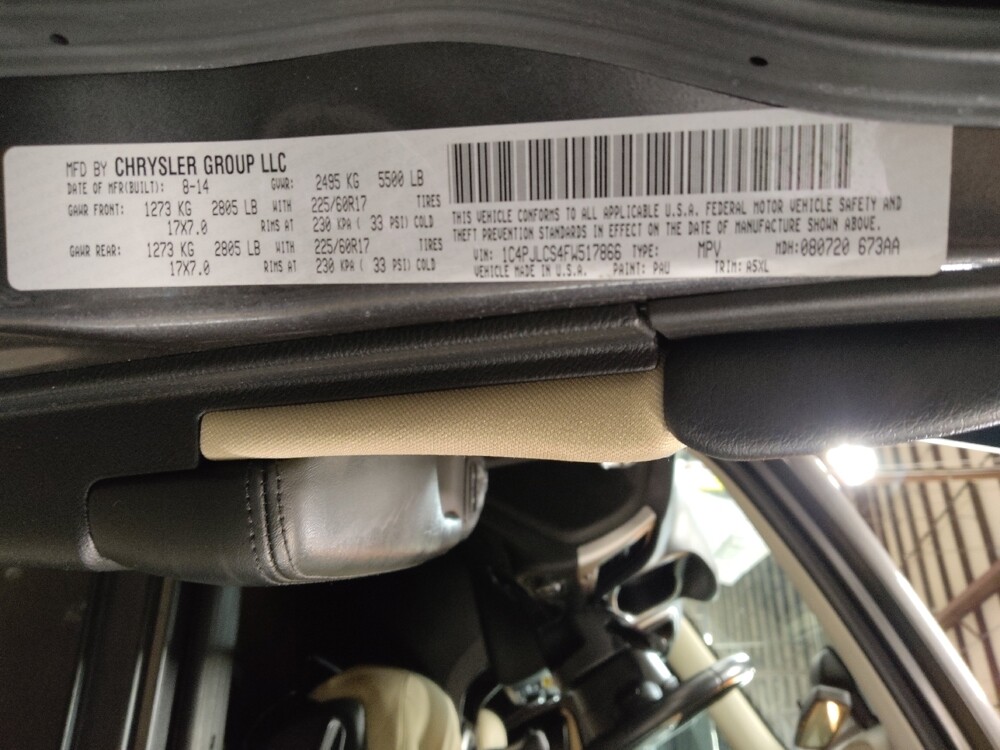 MFD BY CHRYSLER GROUP LLC
DATE OF MFR(BUILT): 8-14 GVWR: 2495 KG 5500 LB
GAWR FRONT: 1273 KG 2805 LB WITH 225/60R17 TIRES
17X7.0 RIMS AT 230 KPA ( 33 PSI) COLD
GAWR REAR: 1273 KG 2805 LB WITH 225/60R17 TIRES
17X7.0 RIMS AT 230 KPA ( 33 PSI) COLD
THIS VEHICLE CONFORMS TO ALL APPLICABLE U.S.A. FEDERAL MOTOR VEHICLE SAFETY AND
THEFT PREVENTION STANDARDS IN EFFECT ON THE DATE OF MANUFACTURE SHOWN ABOVE.
VIN: 1C4PJLCS4FW517866 TYPE: MPV MDH:080720 673AA
VEHICLE MADE IN U.S.A. PAINT: PAU TRIM: A5XL